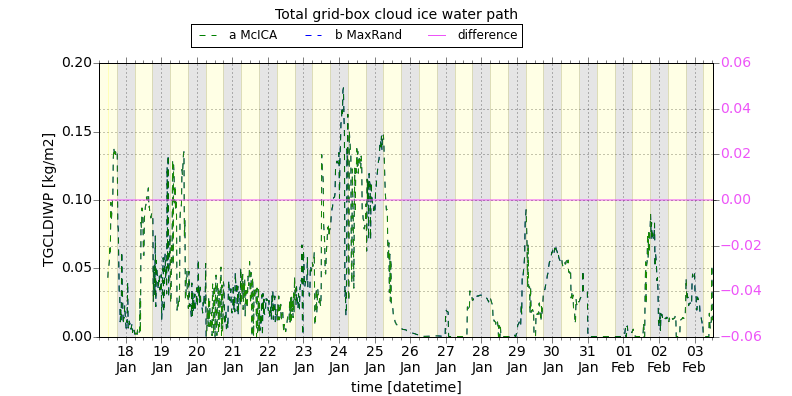 Total grid-box cloud ice water path
a McICA b MaxRand difference
0.20 0.06
0.04
0.15 0.02
0.10 0.00
−0.02
0.05 −0.04
0.00 −0.06
TGCLDIWP [kg/m2]
18 19 20 21 22 23 24 25 26 27 28 29 30 31 01 02 03
Jan Jan Jan Jan Jan Jan Jan Jan Jan Jan Jan Jan Jan Jan Feb Feb Feb
time [datetime]